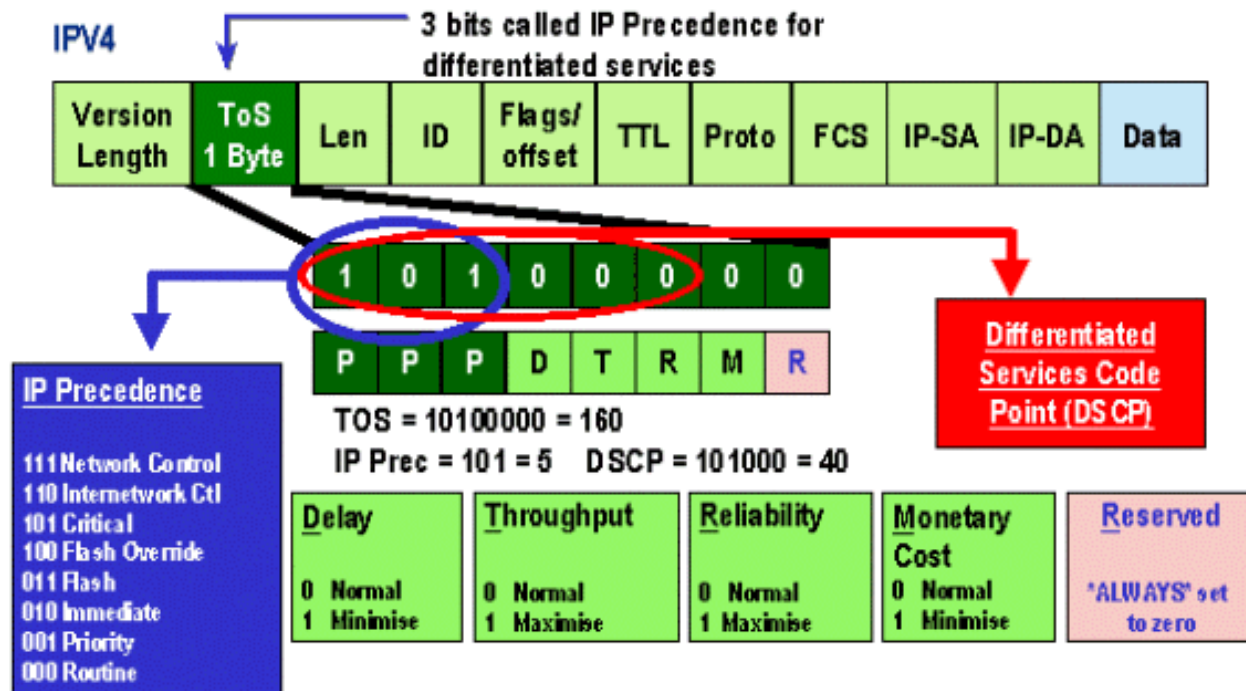 IPV4
3 bits called IP Precedence for
differentiated services
Version
Length
ToS
1 Byte
Len
ID
Flags/
offset
TTL
Proto
FCS
IP-SA
IP-DA
Data
1 0 1 0 0 0 0 0
P P P D T R M R
TOS = 10100000 = 160
IP Prec = 101 = 5 DSCP = 101000 = 40
Differentiated
Services Code
Point (DSCP)
IP Precedence
111 Network Control
110 Internetwork Ctl
101 Critical
100 Flash Override
011 Flash
010 Immediate
001 Priority
000 Routine
Delay
0 Normal
1 Minimise
Throughput
0 Normal
1 Maximise
Reliability
0 Normal
1 Maximise
Monetary
Cost
0 Normal
1 Minimise
Reserved
*ALWAYS* set
to zero